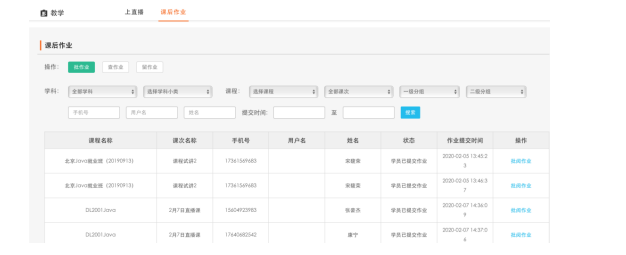 教学 上直播 课后作业
课后作业
操作: 批作业 查作业 留作业
学科: 全部学科 选择学科小类 课程: 选择课程 全部课次 一级分组 二级分组
手机号 用户名 姓名 提交时间: 至 搜索
课程名称 课次名称 手机号 用户名 姓名 状态 作业提交时间 操作
北京Java就业班 (20190913) 课程试讲2 17361569683 宋健荣 学员已提交作业 2020-02-05 13:45:23 批阅作业
北京Java就业班 (20190913) 课程试讲2 17361569683 学员已提交作业 2020-02-05 13:46:37 批阅作业
DL2001Java 2月7日直播课 15604923983 张豪杰 学员已提交作业 2020-02-07 14:36:09 批阅作业
DL2001Java 2月7日直播课 17640682542 康宁 学员已提交作业 2020-02-07 14:37:06 批阅作业